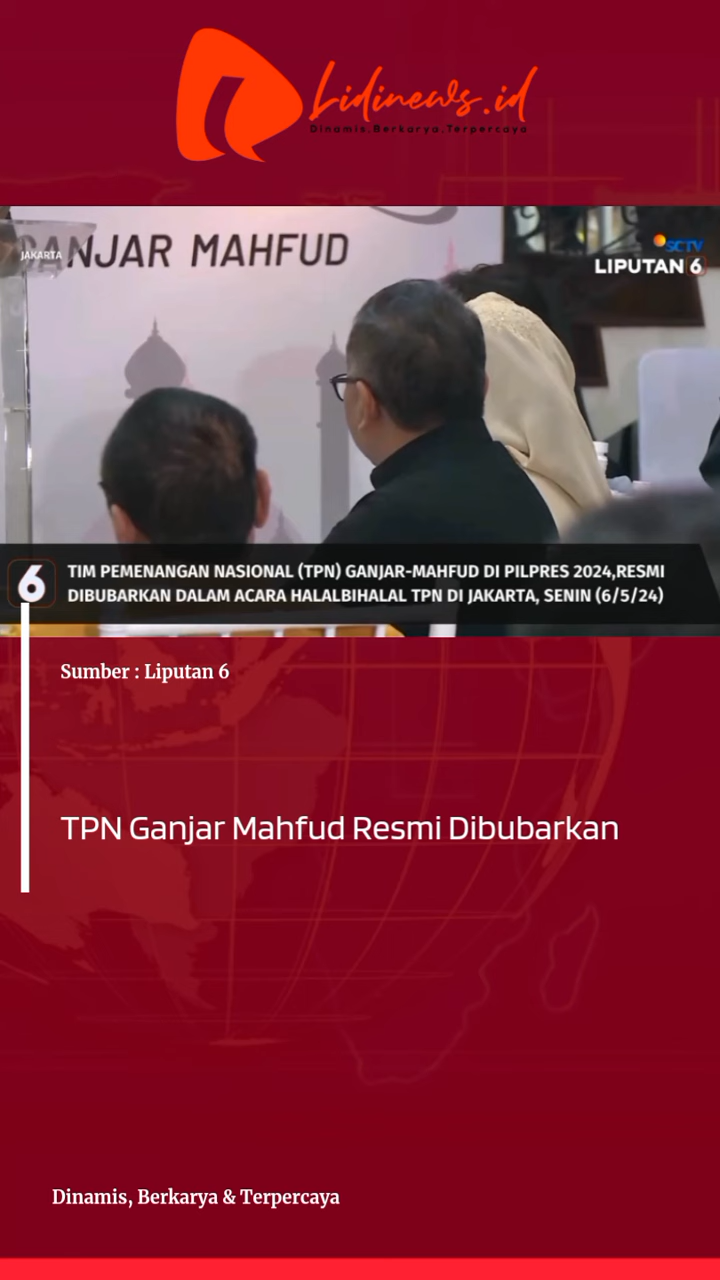 Lidinews.id
Dinamis,Berkarya,Terpercaya
GANJAR MAHFUD
JAKARTA
SCTV
LIPUTAN 6
6
TIM PEMENANGAN NASIONAL (TPN) GANJAR-MAHFUD DI PILPRES 2024,RESMI
DIBUBARKAN DALAM ACARA HALALBIHALAL TPN DI JAKARTA, SENIN (6/5/24)
Sumber : Liputan 6
TPN Ganjar Mahfud Resmi Dibubarkan
Dinamis, Berkarya & Terpercaya